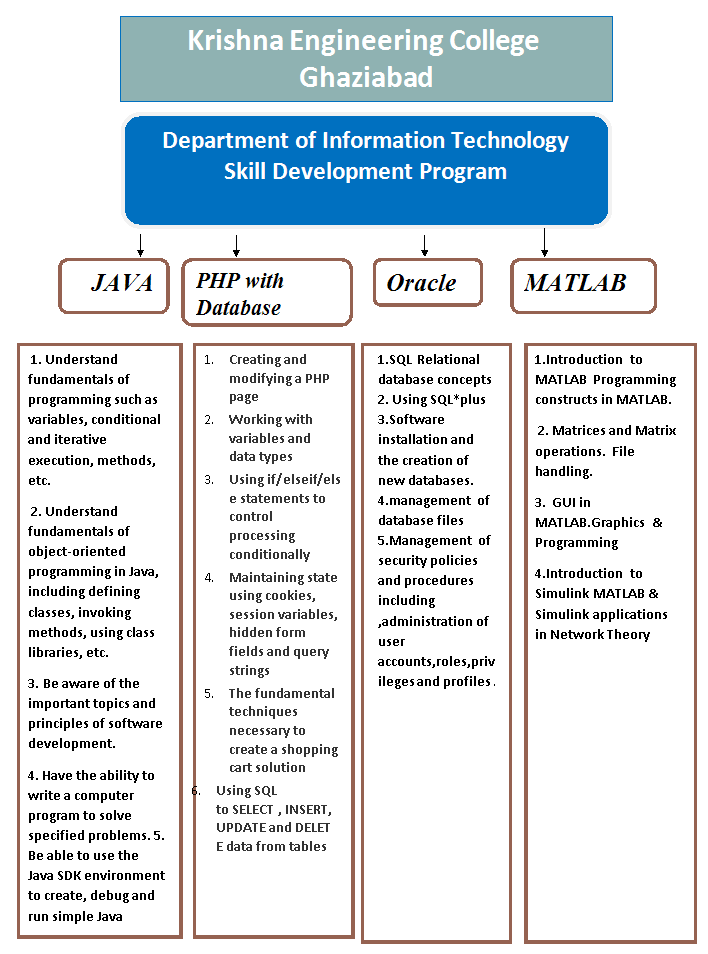 Krishna Engineering College
Ghaziabad
Department of Information Technology
Skill Development Program
JAVA
PHP with
Database
Oracle
MATLAB
1. Understand
fundamentals of
programming such as
variables, conditional
and iterative
execution, methods,
etc.
2. Understand
fundamentals of
object-oriented
programming in Java,
including defining
classes, invoking
methods, using class
libraries, etc.
3. Be aware of the
important topics and
principles of software
development.
4. Have the ability to
write a computer
program to solve
specified problems. 5.
Be able to use the
Java SDK environment
to create, debug and
run simple Java
1. Creating and
modifying a PHP
page
2. Working with
variables and
data types
3. Using if/elseif/els
e statements to
control
processing
conditionally
4. Maintaining state
using cookies,
session variables,
hidden form
fields and query
strings
5. The fundamental
techniques
necessary to
create a shopping
cart solution
6. Using SQL
to SELECT , INSERT,
UPDATE and DELET
E data from tables
1.SQL Relational
database concepts
2. Using SQL*plus
3.Software
installation and
the creation of
new databases.
4.management of
database files
5.Management of
security policies
and procedures
including
,administration of
user
accounts,roles,priv
ileges and profiles .
1.Introduction to
MATLAB Programming
constructs in MATLAB.
2. Matrices and Matrix
operations. File
handling.
3. GUI in
MATLAB.Graphics &
Programming
4.Introduction to
Simulink MATLAB &
Simulink applications
in Network Theory